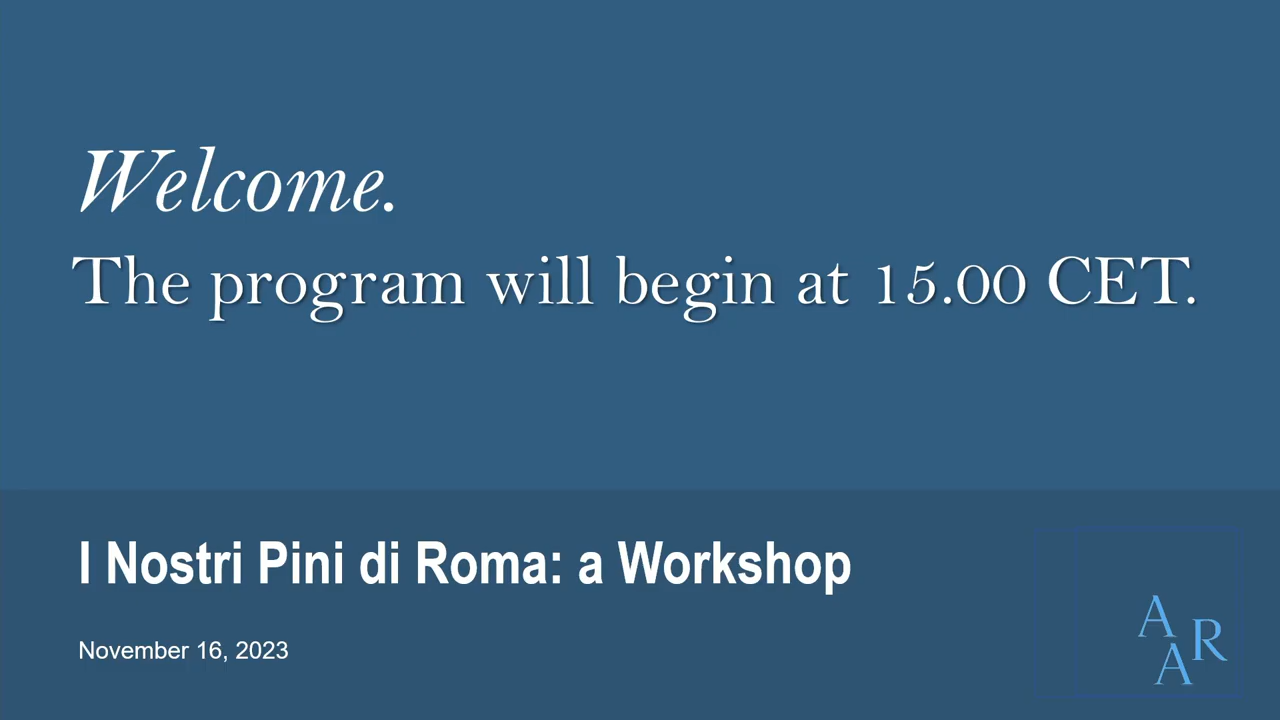 Welcome.
The program will begin at 15.00 CET.
I Nostri Pini di Roma: a Workshop
November 16, 2023
A
R
A